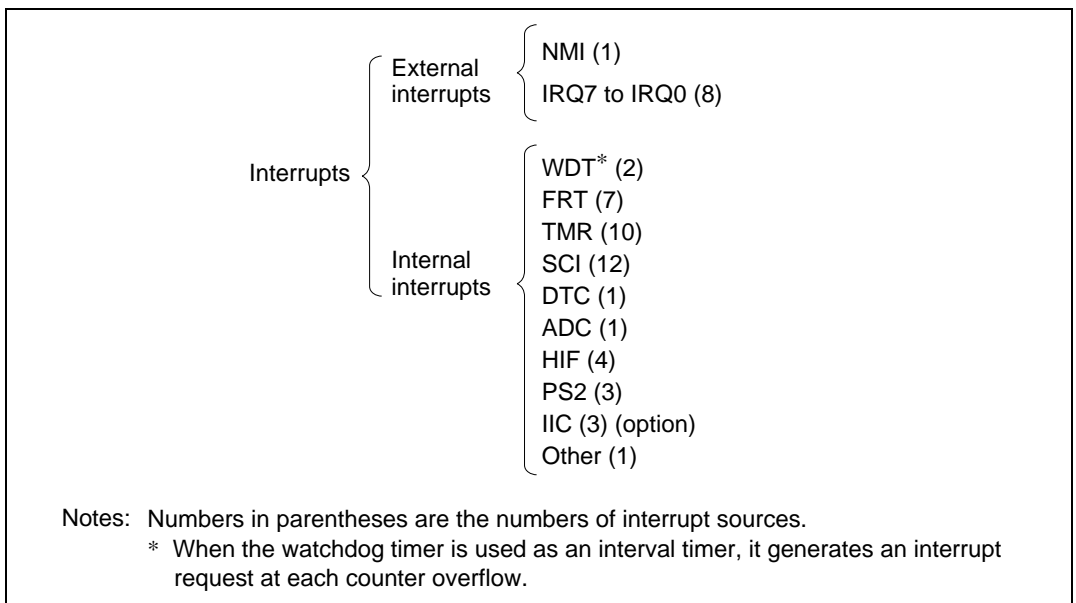 Interrupts
External
interrupts
NMI (1)
IRQ7 to IRQ0 (8)
Internal
interrupts
WDT* (2)
FRT (7)
TMR (10)
SCI (12)
DTC (1)
ADC (1)
HIF (4)
PS2 (3)
IIC (3) (option)
Other (1)
Notes: Numbers in parentheses are the numbers of interrupt sources.
* When the watchdog timer is used as an interval timer, it generates an interrupt
request at each counter overflow.